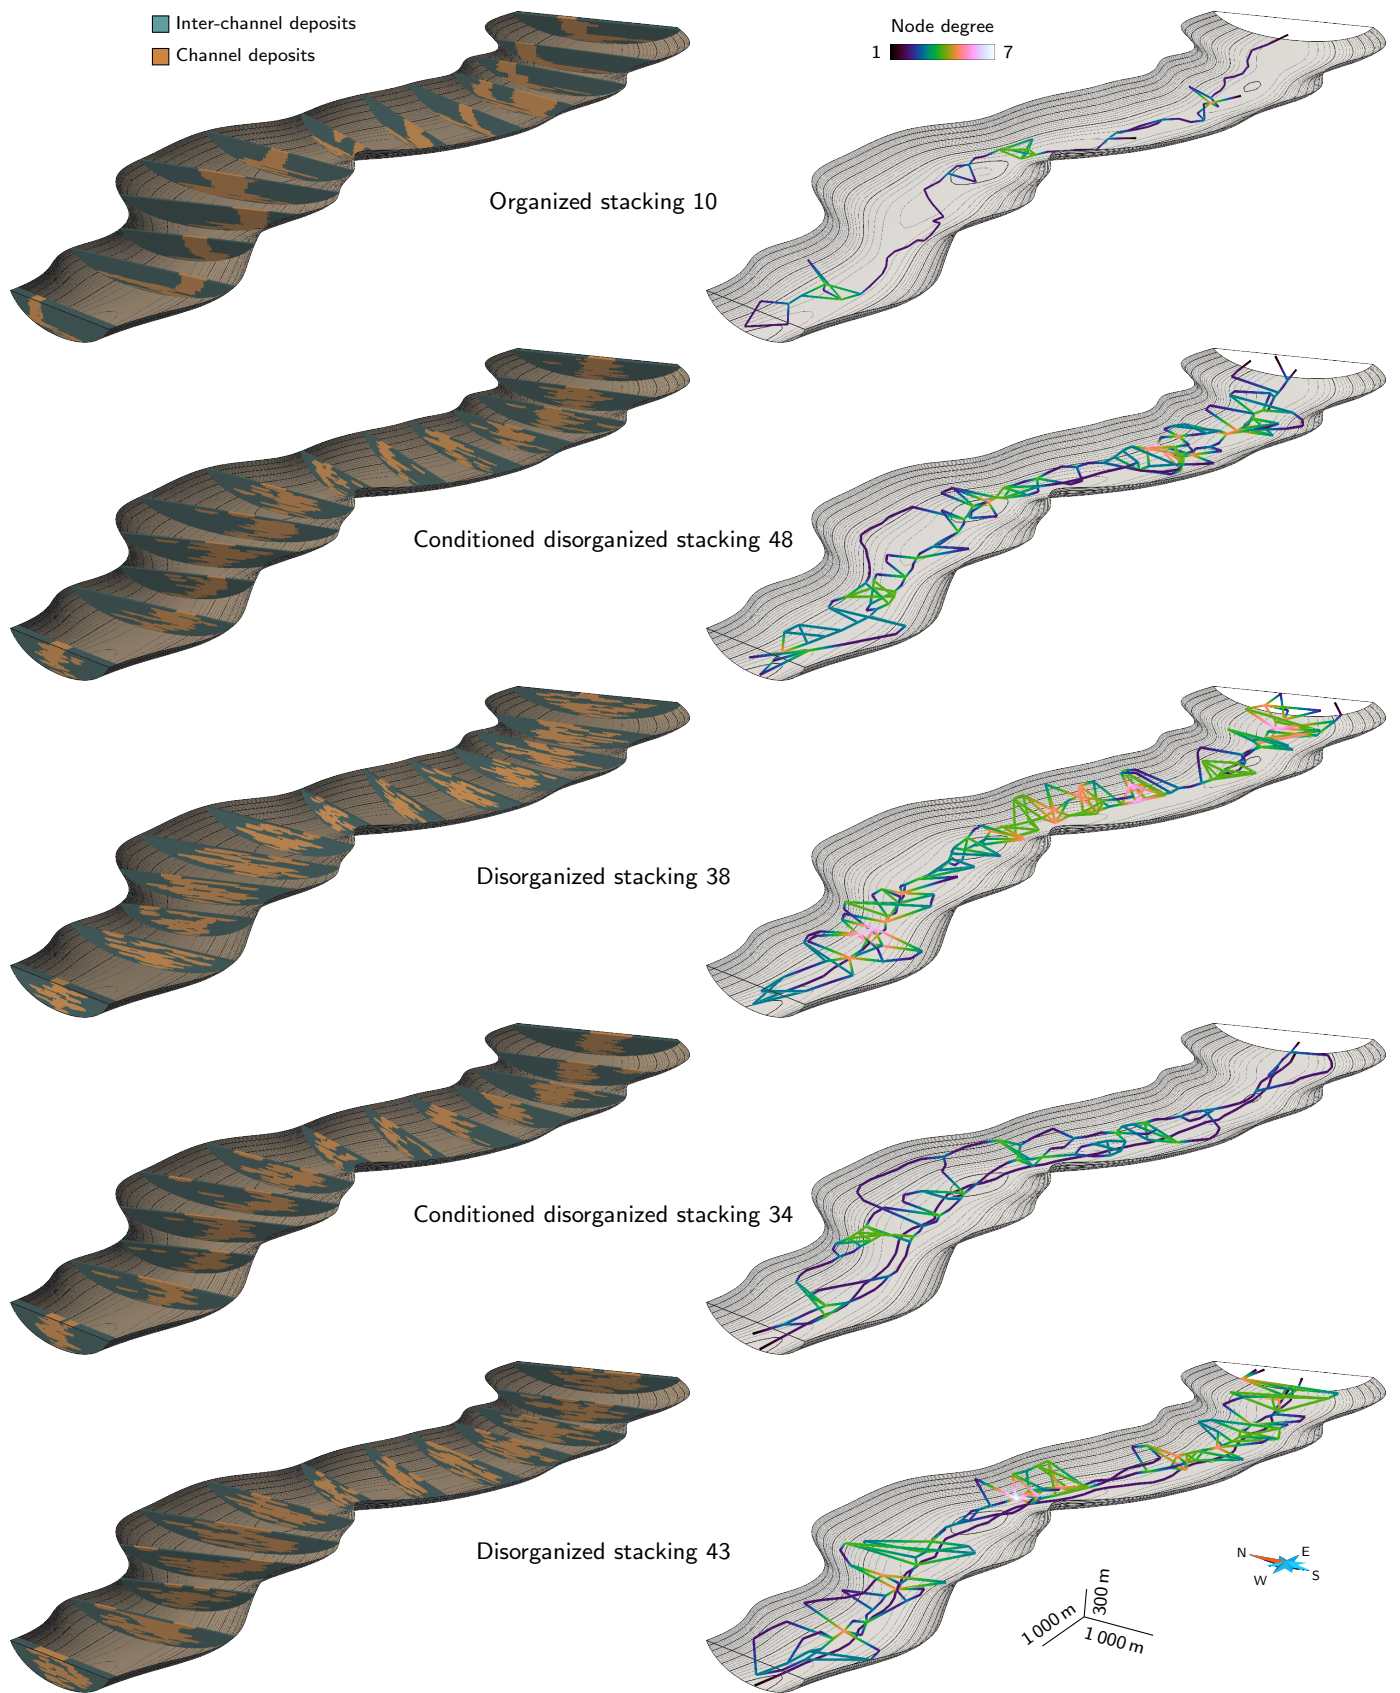 Inter-channel deposits
Channel deposits
Node degree
1 7
Organized stacking 10
Conditioned disorganized stacking 48
Disorganized stacking 38
Conditioned disorganized stacking 34
Disorganized stacking 43
N E
W S
300 m
1 000 m
1 000 m